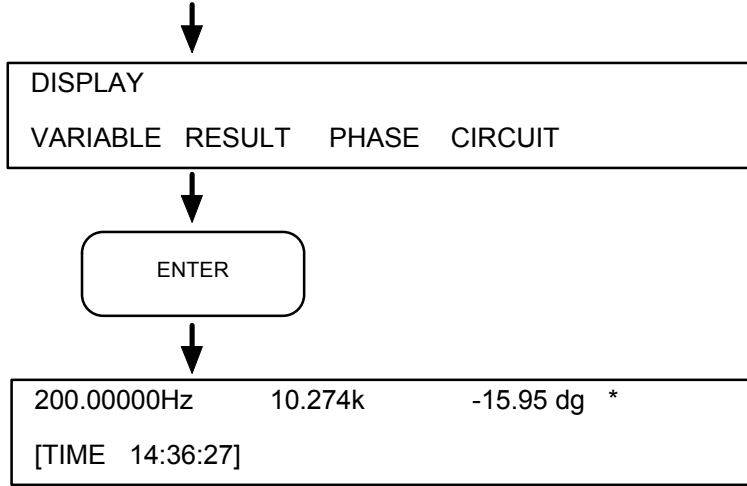 DISPLAY
VARIABLE RESULT PHASE CIRCUIT
ENTER
200.00000Hz 10.274k -15.95 dg *
[TIME 14:36:27]